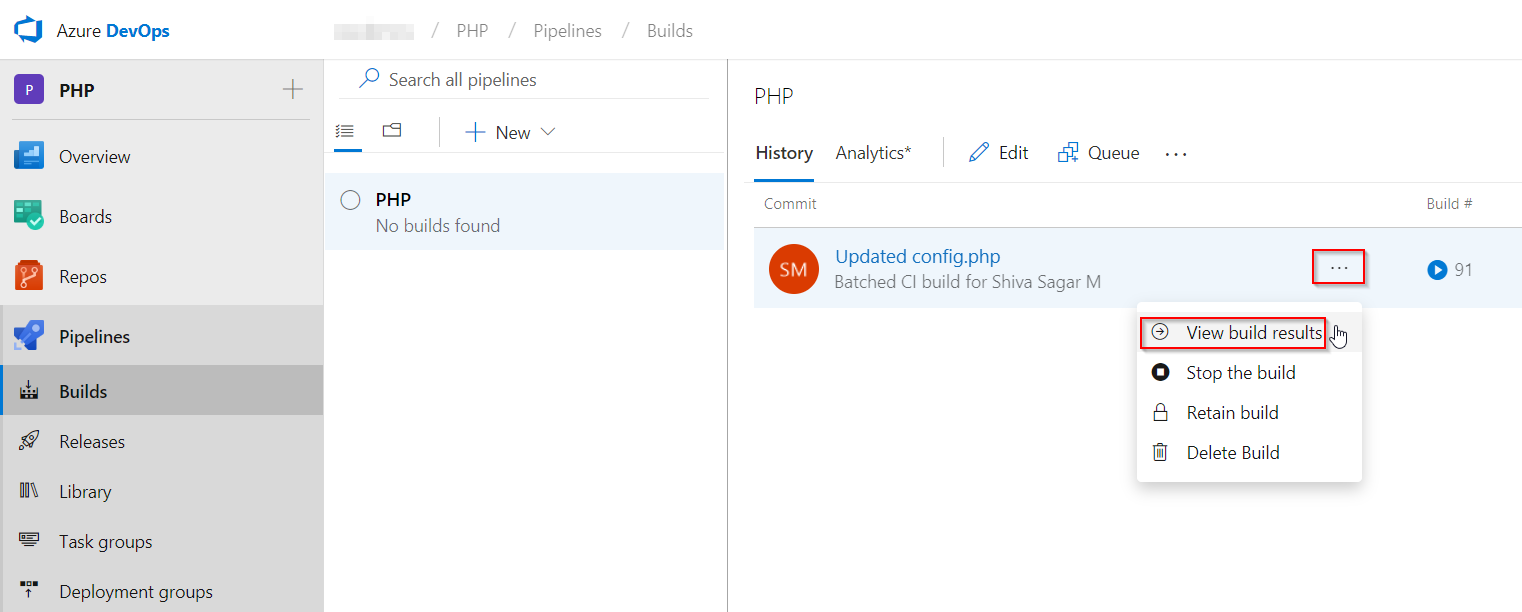 Azure DevOps
/ PHP / Pipelines / Builds
P PHP
Overview
Boards
Repos
Pipelines
Builds
Releases
Library
Task groups
Deployment groups
Search all pipelines
New
PHP
No builds found
PHP
History Analytics* Edit Queue ...
Commit Build #
SM
Updated config.php
Batched CI build for Shiva Sagar M
... 91
View build results
Stop the build
Retain build
Delete Build